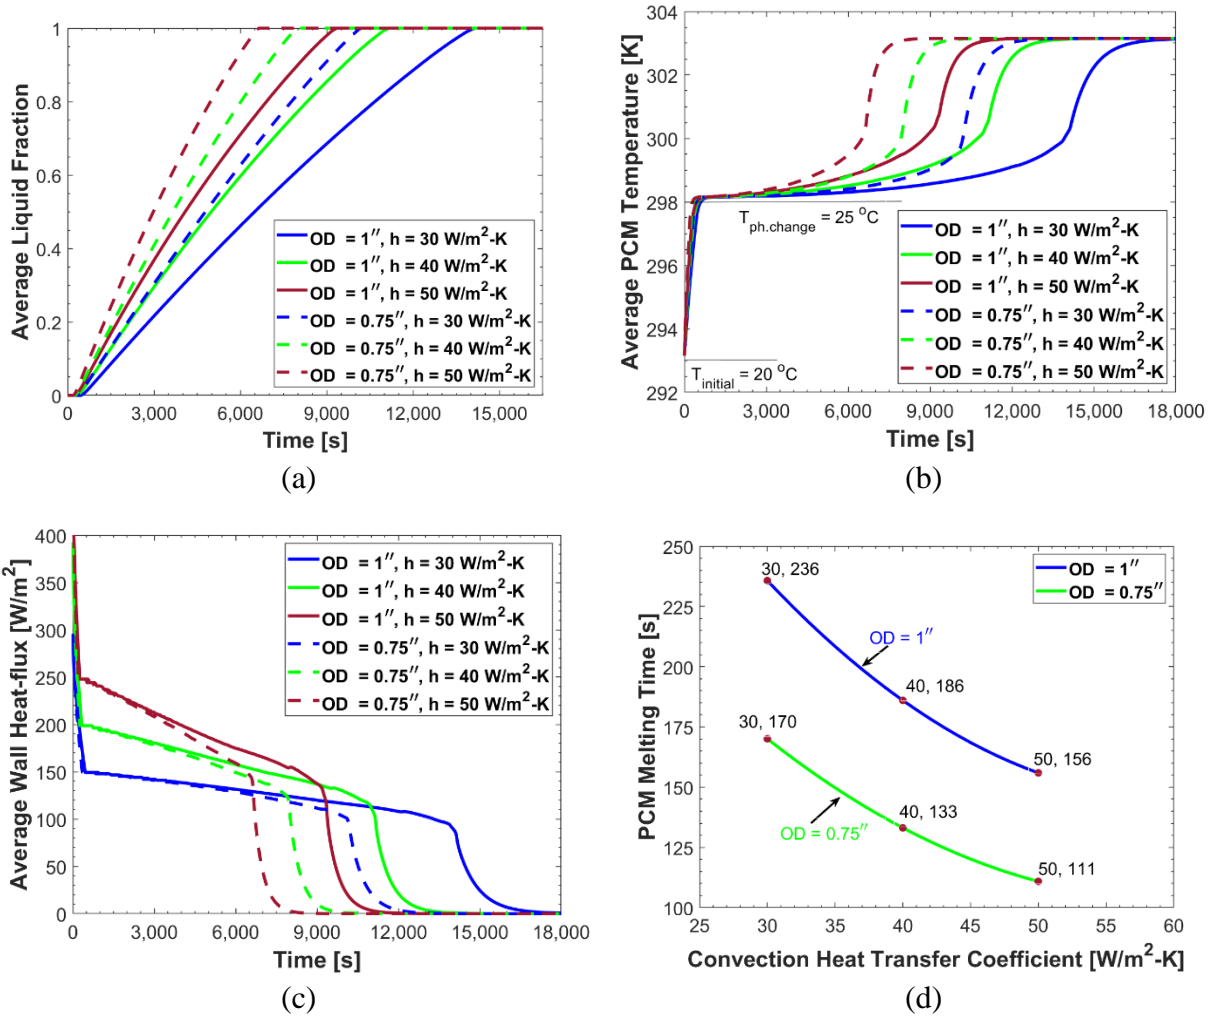 Average Liquid Fraction
1
0.8
0.6
0.4
0.2
0
0
3,000
6,000
9,000
12,000
15,000
Time [s]
OD = 1′′, h = 30 W/m²-K
OD = 1′′, h = 40 W/m²-K
OD = 1′′, h = 50 W/m²-K
OD = 0.75′′, h = 30 W/m²-K
OD = 0.75′′, h = 40 W/m²-K
OD = 0.75′′, h = 50 W/m²-K
(a)
Average PCM Temperature [K]
304
302
300
298
296
294
292
0
3,000
6,000
9,000
12,000
15,000
18,000
Time [s]
T_ph.change = 25 °C
T_initial = 20 °C
OD = 1′′, h = 30 W/m²-K
OD = 1′′, h = 40 W/m²-K
OD = 1′′, h = 50 W/m²-K
OD = 0.75′′, h = 30 W/m²-K
OD = 0.75′′, h = 40 W/m²-K
OD = 0.75′′, h = 50 W/m²-K
(b)
Average Wall Heat-flux [W/m²]
400
350
300
250
200
150
100
50
0
0
3,000
6,000
9,000
12,000
15,000
18,000
Time [s]
OD = 1′′, h = 30 W/m²-K
OD = 1′′, h = 40 W/m²-K
OD = 1′′, h = 50 W/m²-K
OD = 0.75′′, h = 30 W/m²-K
OD = 0.75′′, h = 40 W/m²-K
OD = 0.75′′, h = 50 W/m²-K
(c)
PCM Melting Time [s]
250
225
200
175
150
125
100
25
30
35
40
45
50
55
60
Convection Heat Transfer Coefficient [W/m²-K]
OD = 1′′
OD = 0.75′′
30, 236
OD = 1′′
40, 186
30, 170
50, 156
40, 133
OD = 0.75′′
50, 111
(d)